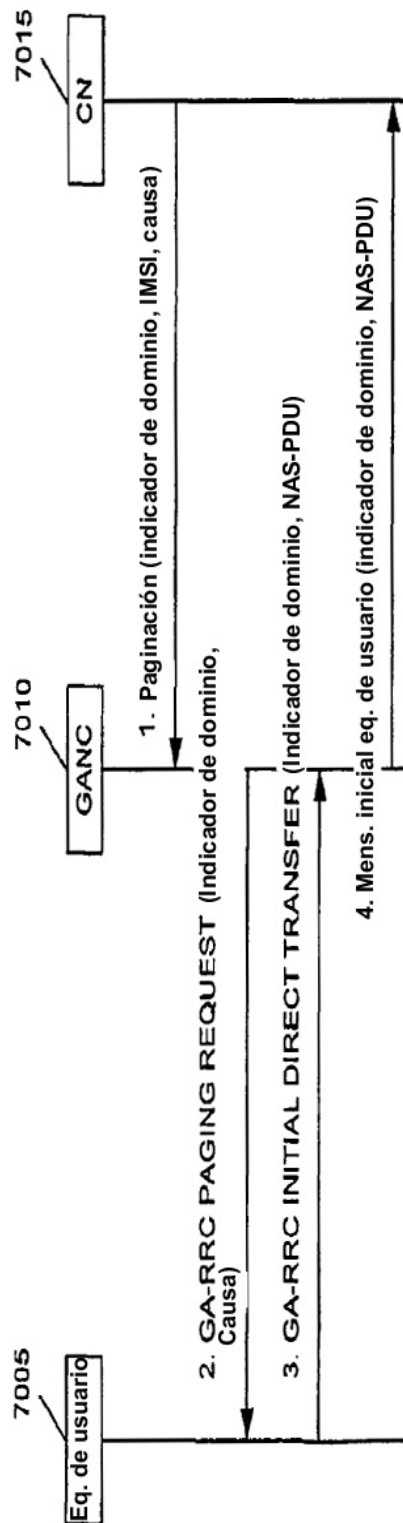 7005
Eq. de usuario
7010
GANC
7015
CN
1. Paginación (indicador de dominio, IMSI, causa)
2. GA-RRC PAGING REQUEST (Indicador de dominio,
Causa)
3. GA-RRC INITIAL DIRECT TRANSFER (Indicador de dominio, NAS-PDU)
4. Mens. inicial eq. de usuario (indicador de dominio, NAS-PDU)